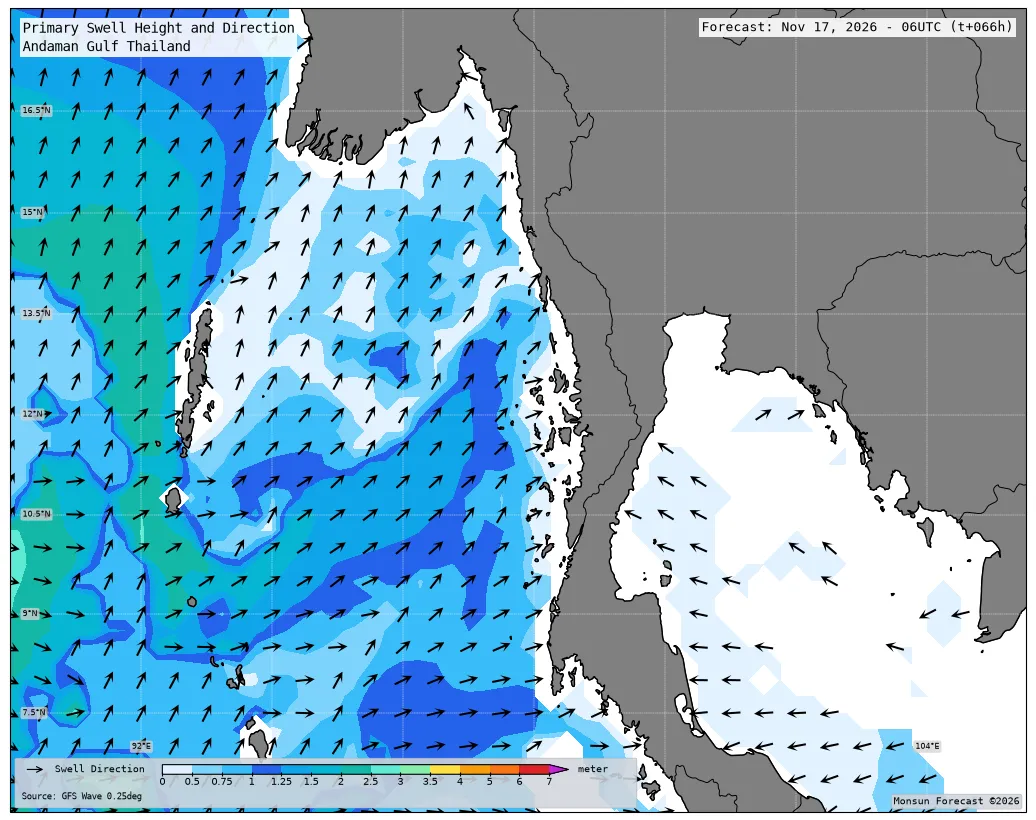 Primary Swell Height and Direction
Andaman Gulf Thailand
Forecast: Nov 17, 2026 - 06UTC (t+066h)
16.5°N
15°N
13.5°N
12°N
10.5°N
9°N
7.5°N
92°E
104°E
Swell Direction
meter
0 0.5 0.75 1 1.25 1.5 2 2.5 3 3.5 4 5 6 7
Source: GFS Wave 0.25deg
Monsun Forecast ©2026